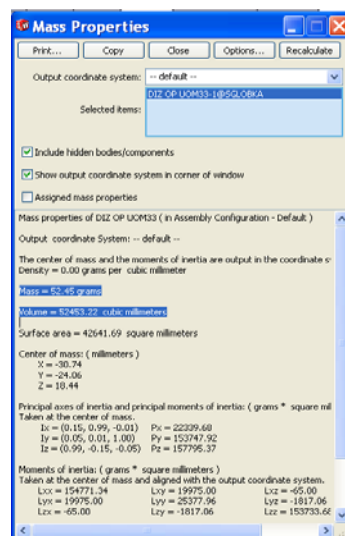 Mass Properties
Print... Copy Close Options... Recalculate
Output coordinate system: -- default --
DIZ OP UOM33-1@SGLOBKA
Selected items:
Include hidden bodies/components
Show output coordinate system in corner of window
Assigned mass properties
Mass properties of DIZ OP UOM33 ( in Assembly Configuration - Default )
Output coordinate System: -- default --
The center of mass and the moments of inertia are output in the coordinate s
Density = 0.00 grams per cubic millimeter
Mass = 52.45 grams
Volume = 52453.22 cubic millimeters
Surface area = 42641.69 square millimeters
Center of mass: ( millimeters )
X = -30.74
Y = -24.06
Z = 18.44
Principal axes of inertia and principal moments of inertia: ( grams * square mil
Taken at the center of mass.
Ix = (0.15, 0.99, -0.01) Px = 22339.68
Iy = (0.05, 0.01, 1.00) Py = 153747.92
Iz = (0.99, -0.15, -0.05) Pz = 157795.37
Moments of inertia: ( grams * square millimeters )
Taken at the center of mass and aligned with the output coordinate system.
Lxx = 154771.34 Lxy = 19975.00 Lxz = -65.00
Lyx = 19975.00 Lyy = 25377.96 Lyz = -1817.06
Lzx = -65.00 Lzy = -1817.06 Lzz = 153733.68